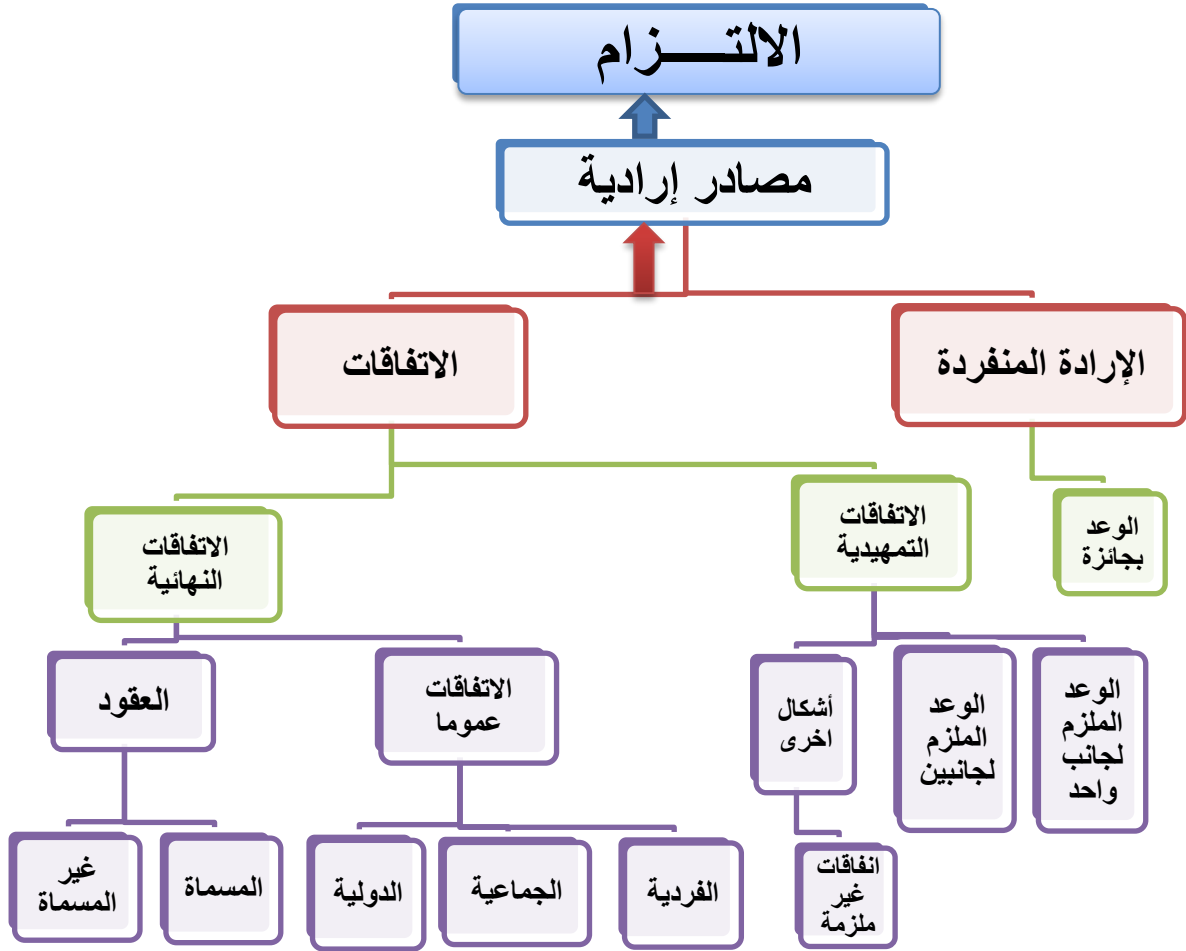 الالتـــــزام
مصادر إرادية
الإرادة المنفردة
الاتفاقات
الوعد
بجائزة
الاتفاقات
التمهيدية
الاتفاقات
النهائية
الوعد
الملزم
لجانب
واحد
الوعد
الملزم
لجانبين
أشكال
اخرى
الاتفاقات
عموما
العقود
انفاقات
غير
ملزمة
الفردية
الجماعية
الدولية
المسماة
غير
المسماة